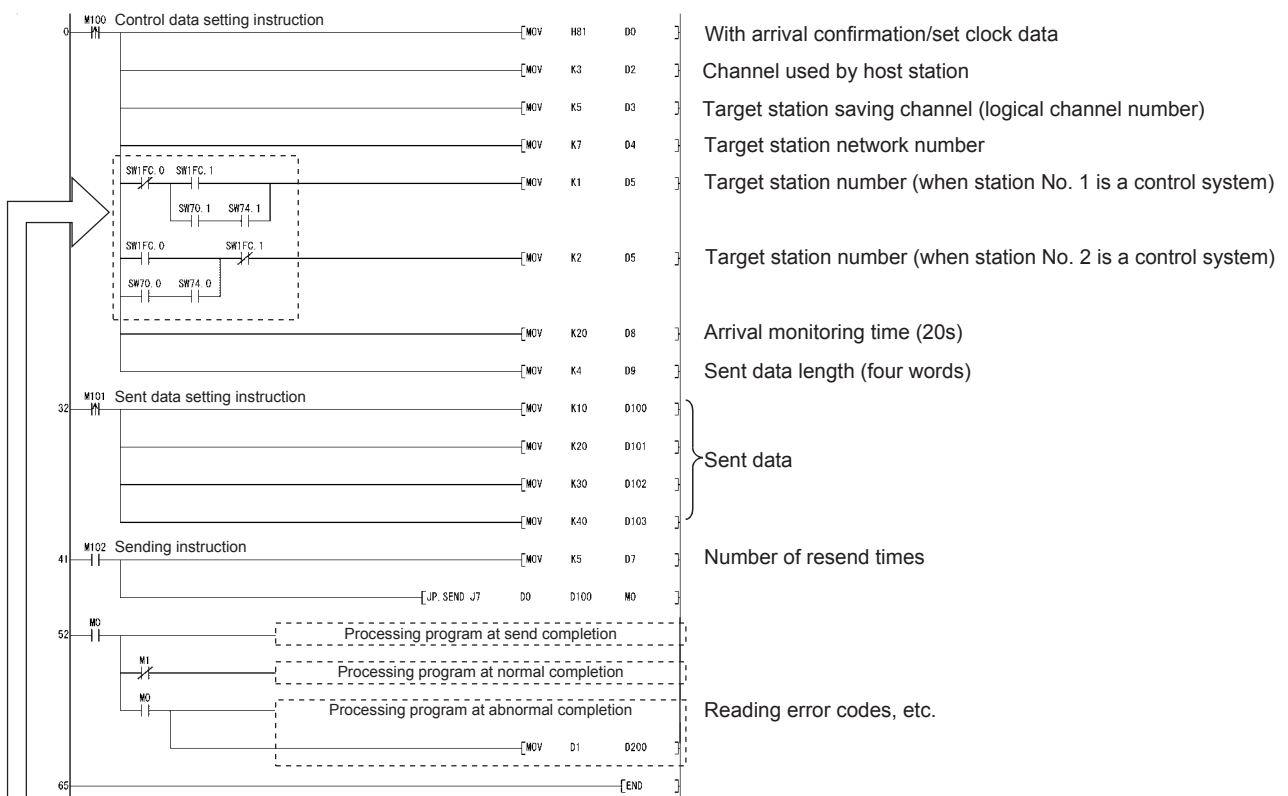 M100 Control data setting instruction
0 [MOV H81 D0 ] With arrival confirmation/set clock data
[MOV K3 D2 ] Channel used by host station
[MOV K5 D3 ] Target station saving channel (logical channel number)
[MOV K7 D4 ] Target station network number
SW1FC.0 SW1FC.1
[MOV K1 D5 ] Target station number (when station No. 1 is a control system)
SW70.1 SW74.1
SW1FC.0 SW1FC.1
[MOV K2 D5 ] Target station number (when station No. 2 is a control system)
SW70.0 SW74.0
[MOV K20 D8 ] Arrival monitoring time (20s)
[MOV K4 D9 ] Sent data length (four words)
M101 Sent data setting instruction
32 [MOV K10 D100 ]
[MOV K20 D101 ]
Sent data
[MOV K30 D102 ]
[MOV K40 D103 ]
M102 Sending instruction
41 [MOV K5 D7 ] Number of resend times
[JP.SEND J7 D0 D100 M0 ]
M0
52 Processing program at send completion
M1
Processing program at normal completion
M0
Processing program at abnormal completion Reading error codes, etc.
[MOV D1 D200 ]
65 [END ]